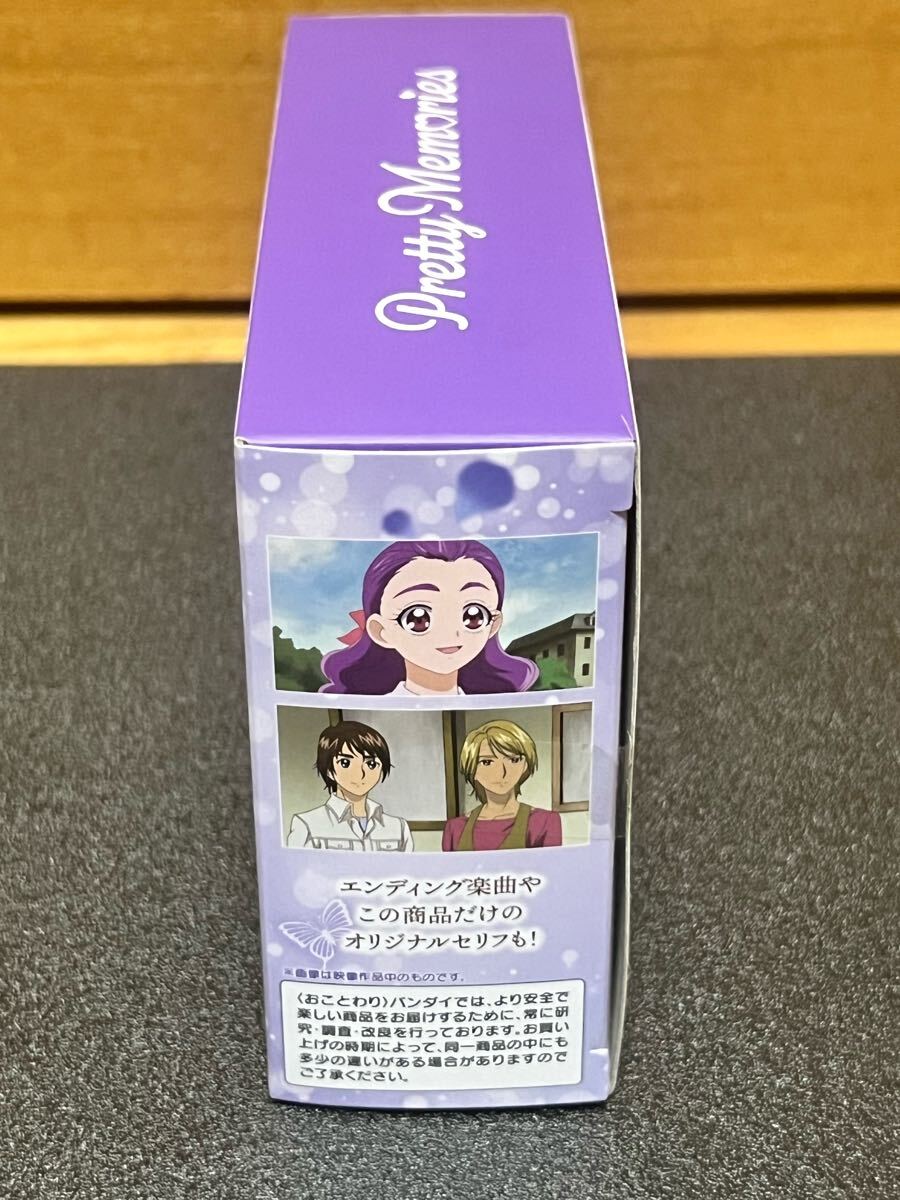 Pretty Memories
エンディング楽曲や
この商品だけの
オリジナルセリフも!
※画像は映像作品中のものです。
〈おことわり〉バンダイでは、より安全で
楽しい商品をお届けするために、常に研
究・調査・改良を行っております。お買い
上げの時期によって、同一商品の中にも
多少の違いがある場合がありますので
ご了承ください。